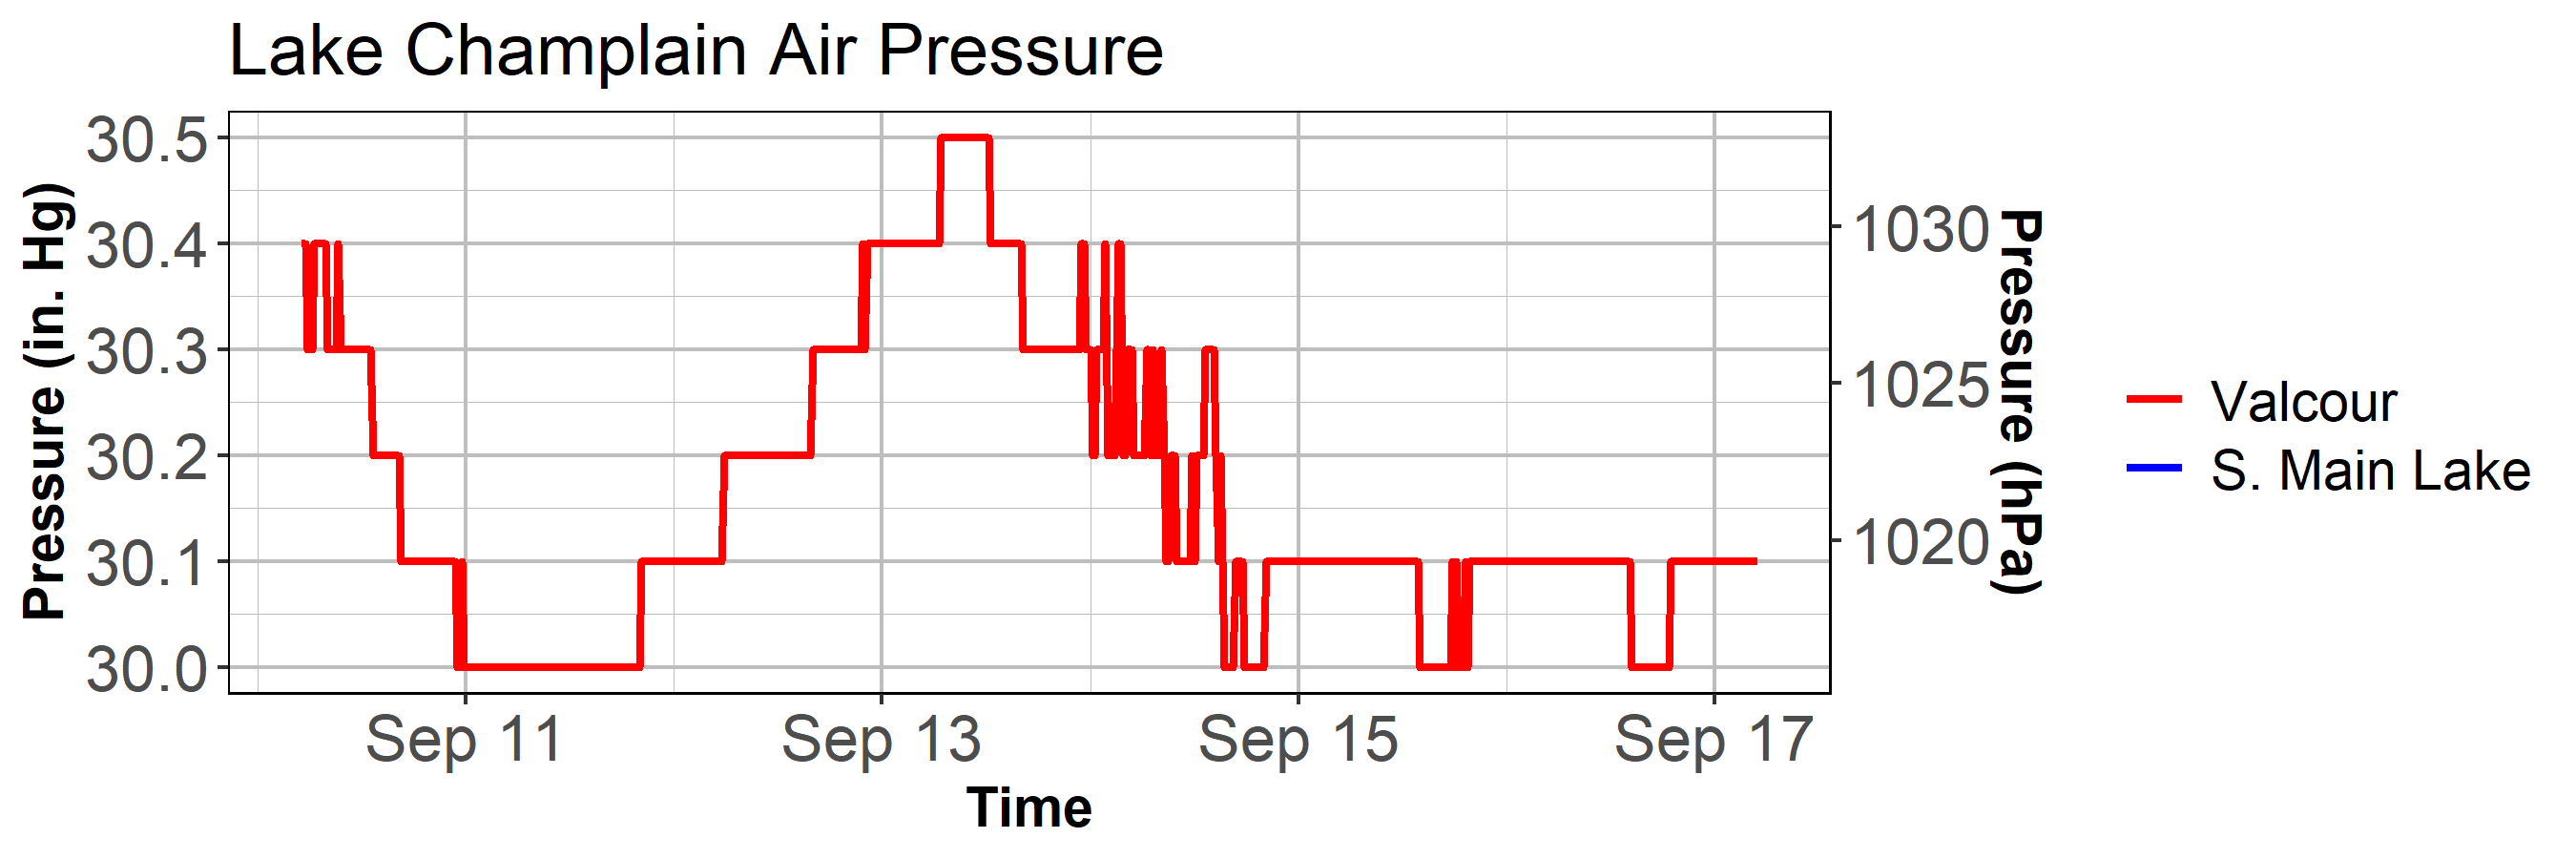 Lake Champlain Air Pressure
Pressure (in. Hg)
30.5
30.4
30.3
30.2
30.1
30.0
1030
1025
1020
Pressure (hPa)
Valcour
S. Main Lake
Sep 11
Sep 13
Sep 15
Sep 17
Time